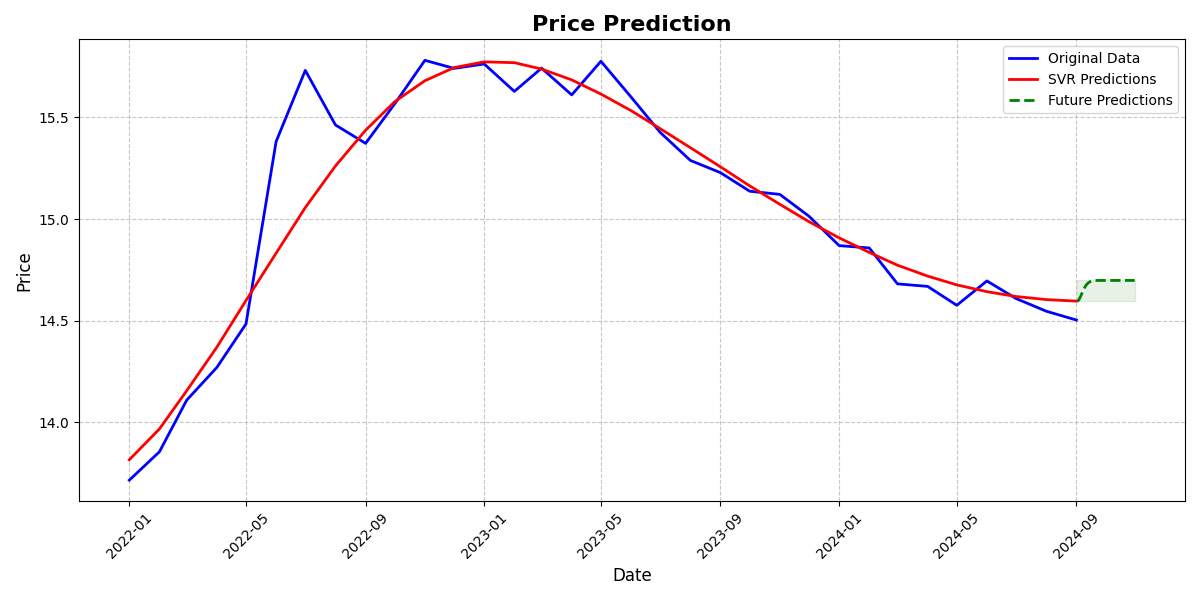 Price Prediction
Original Data
SVR Predictions
Future Predictions
Price
15.5
15.0
14.5
14.0
2022-01
2022-05
2022-09
2023-01
2023-05
2023-09
2024-01
2024-05
2024-09
Date